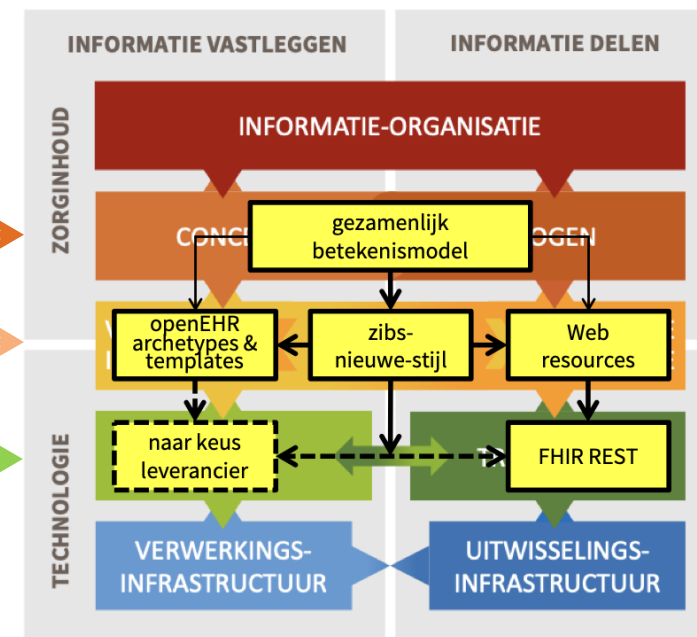 INFORMATIE VASTLEGGEN
INFORMATIE DELEN
ZORGINHOUD
INFORMATIE-ORGANISATIE
gezamenlijk
betekenismodel
openEHR
archetypes &
templates
zibs-
nieuwe-stijl
Web
resources
TECHNOLOGIE
naar keus
leverancier
FHIR REST
VERWERKINGS-
INFRASTRUCTUUR
UITWISSELINGS-
INFRASTRUCTUUR